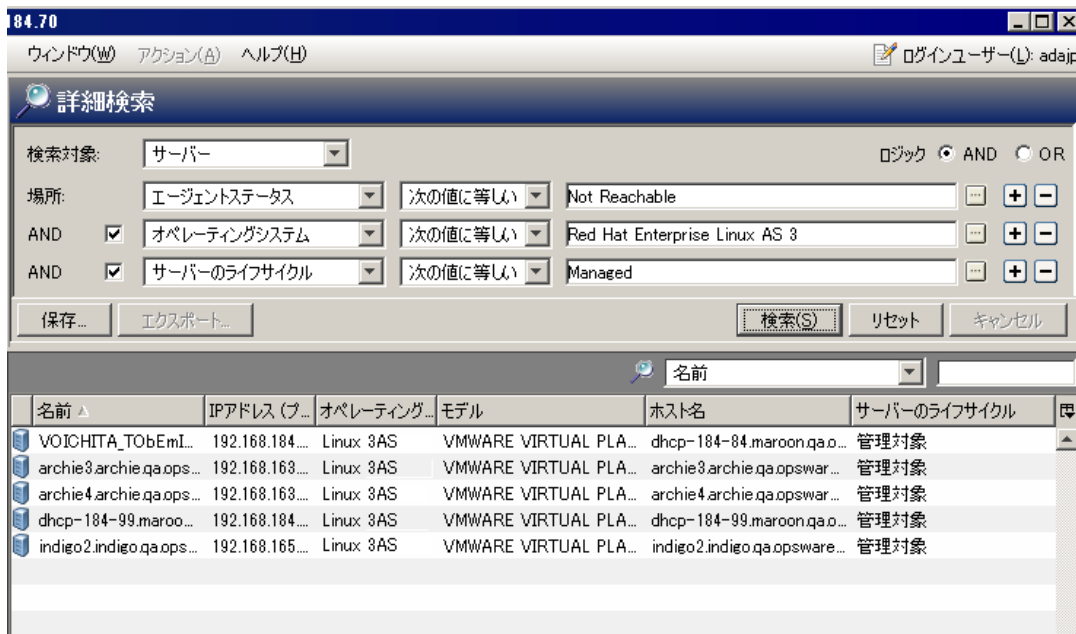 184.70
ウィンドウ(W) アクション(A) ヘルプ(H) ログインユーザー(L): adajp
詳細検索
検索対象: サーバー ロジック AND OR
場所: エージェントステータス 次の値に等しい Not Reachable ... + −
AND オペレーティングシステム 次の値に等しい Red Hat Enterprise Linux AS 3 ... + −
AND サーバーのライフサイクル 次の値に等しい Managed ... + −
保存... エクスポート... 検索(S) リセット キャンセル
名前
名前 IPアドレス (プ... オペレーティング... モデル ホスト名 サーバーのライフサイクル
VOICHITA_TObEmI... 192.168.184.... Linux 3AS VMWARE VIRTUAL PLA... dhcp-184-84.maroon.qa.o... 管理対象
archie3.archie.qa.ops... 192.168.163.... Linux 3AS VMWARE VIRTUAL PLA... archie3.archie.qa.opswar... 管理対象
archie4.archie.qa.ops... 192.168.163.... Linux 3AS VMWARE VIRTUAL PLA... archie4.archie.qa.opswar... 管理対象
dhcp-184-99.maroo... 192.168.184.... Linux 3AS VMWARE VIRTUAL PLA... dhcp-184-99.maroon.qa.o... 管理対象
indigo2.indigo.qa.ops... 192.168.165.... Linux 3AS VMWARE VIRTUAL PLA... indigo2.indigo.qa.opsware... 管理対象